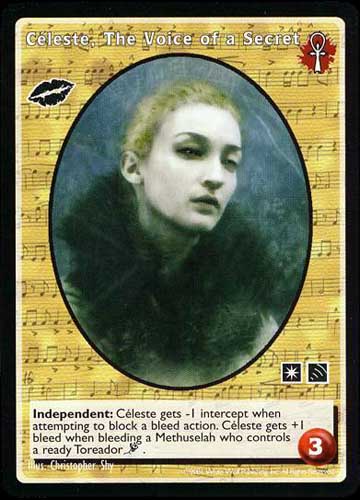 Céleste, The Voice of a Secret
16
Independent: Céleste gets -1 intercept when
attempting to block a bleed action. Céleste gets +1
bleed when bleeding a Methuselah who controls
a ready Toreador.
3
Illus: Christopher Shy